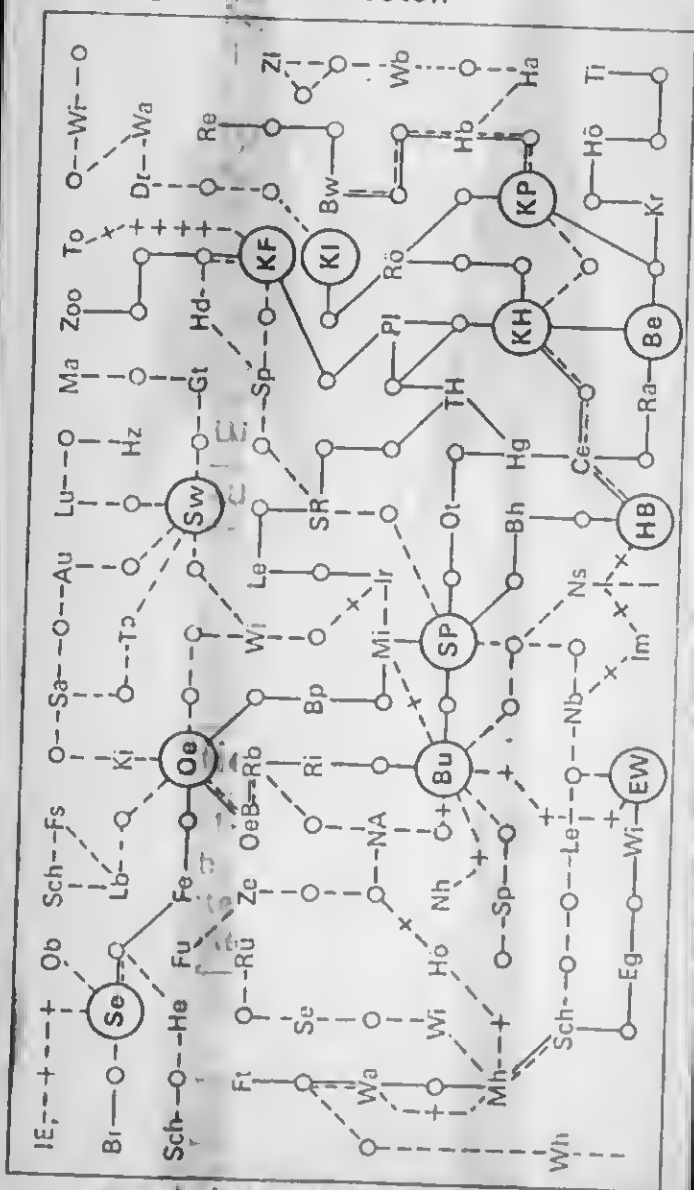 IE Ob Sch Fs Sa Au Lu Ma Zoo To Wi
Br Se Lb Ki To Hz Dr Wa
Sch He Fe Oe Sw Gt Hd Re
Fu
Ft Rü Ze OeB Rb Wi Le Sp KF Zl
Se Ri Bp SR KI Bw
Wa NA Mi Ir TH Pl Rö Wb
Wi Ho Nh Bu SP Ot Hb
Mh Sp Bh Hg KH KP Ha
Wh Sch Le Nb Ns Ce Hö Ti
Eg Wi EW Im HB Ra Be Kr